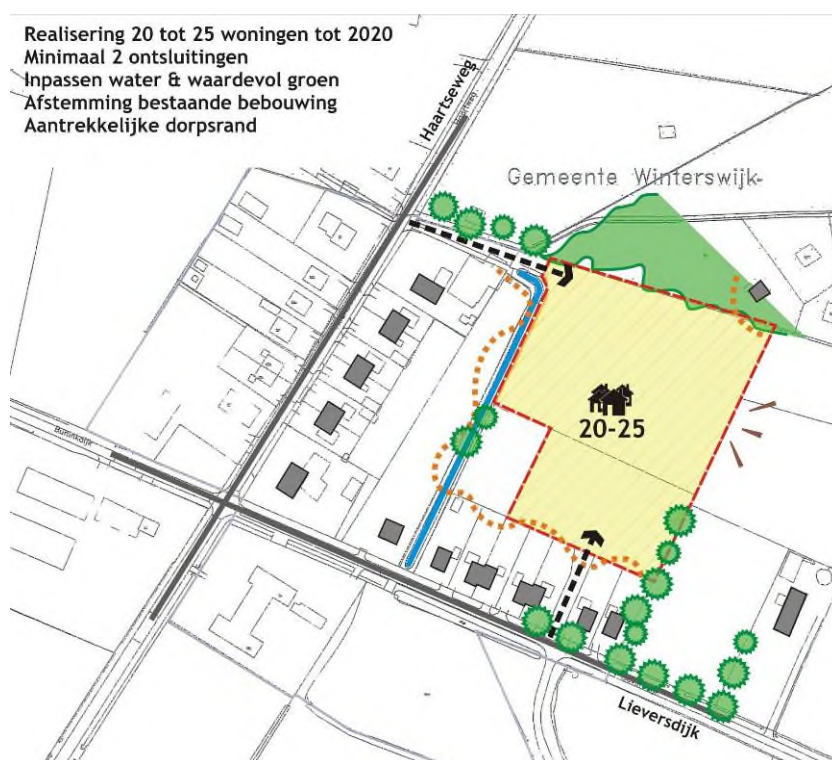 Realisering 20 tot 25 woningen tot 2020
Minimaal 2 ontsluitingen
Inpassen water & waardevol groen
Afstemming bestaande bebouwing
Aantrekkelijke dorpsrand
Haartseweg
Gemeente Winterswijk
20-25
Lieversdijk